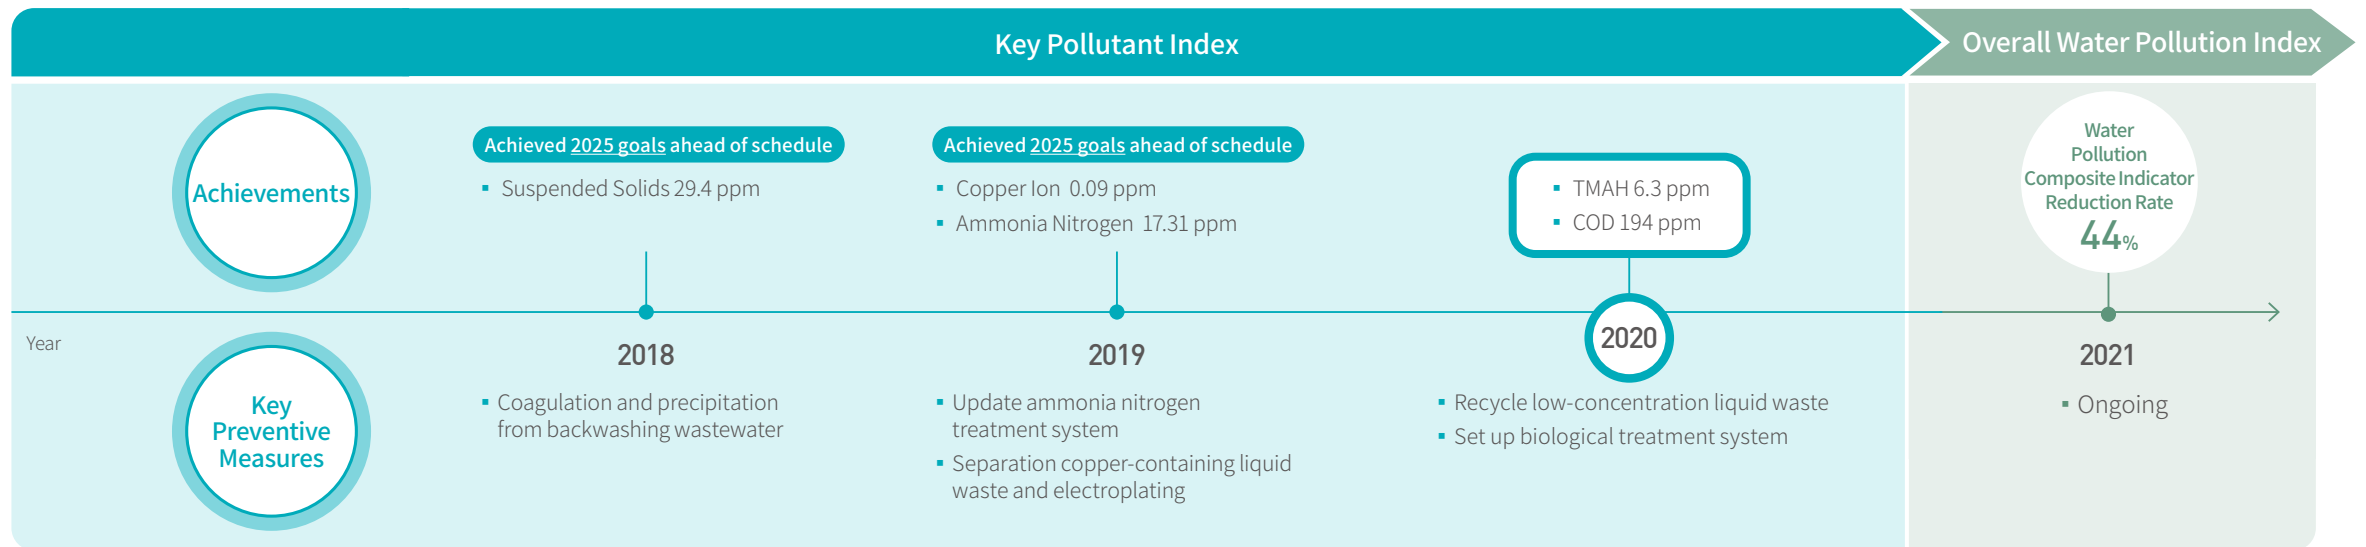 Key Pollutant Index
Overall Water Pollution Index
Achievements
Achieved 2025 goals ahead of schedule
▪ Suspended Solids 29.4 ppm
Achieved 2025 goals ahead of schedule
▪ Copper Ion 0.09 ppm
▪ Ammonia Nitrogen 17.31 ppm
▪ TMAH 6.3 ppm
▪ COD 194 ppm
Water
Pollution
Composite Indicator
Reduction Rate
44%
Year
2018
2019
2020
2021
Key
Preventive
Measures
▪ Coagulation and precipitation
from backwashing wastewater
▪ Update ammonia nitrogen
treatment system
▪ Separation copper-containing liquid
waste and electroplating
▪ Recycle low-concentration liquid waste
▪ Set up biological treatment system
▪ Ongoing